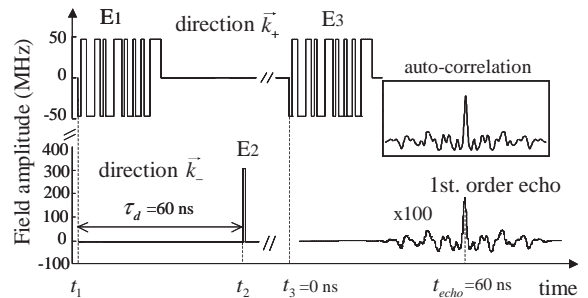 E1
direction k₊
E3
50
0
-50
auto-correlation
400
300
200
100
0
-100
Field amplitude (MHz)
direction k₋
E2
τd =60 ns
1st. order echo
x100
t1
t2
t3=0 ns
techo=60 ns
time